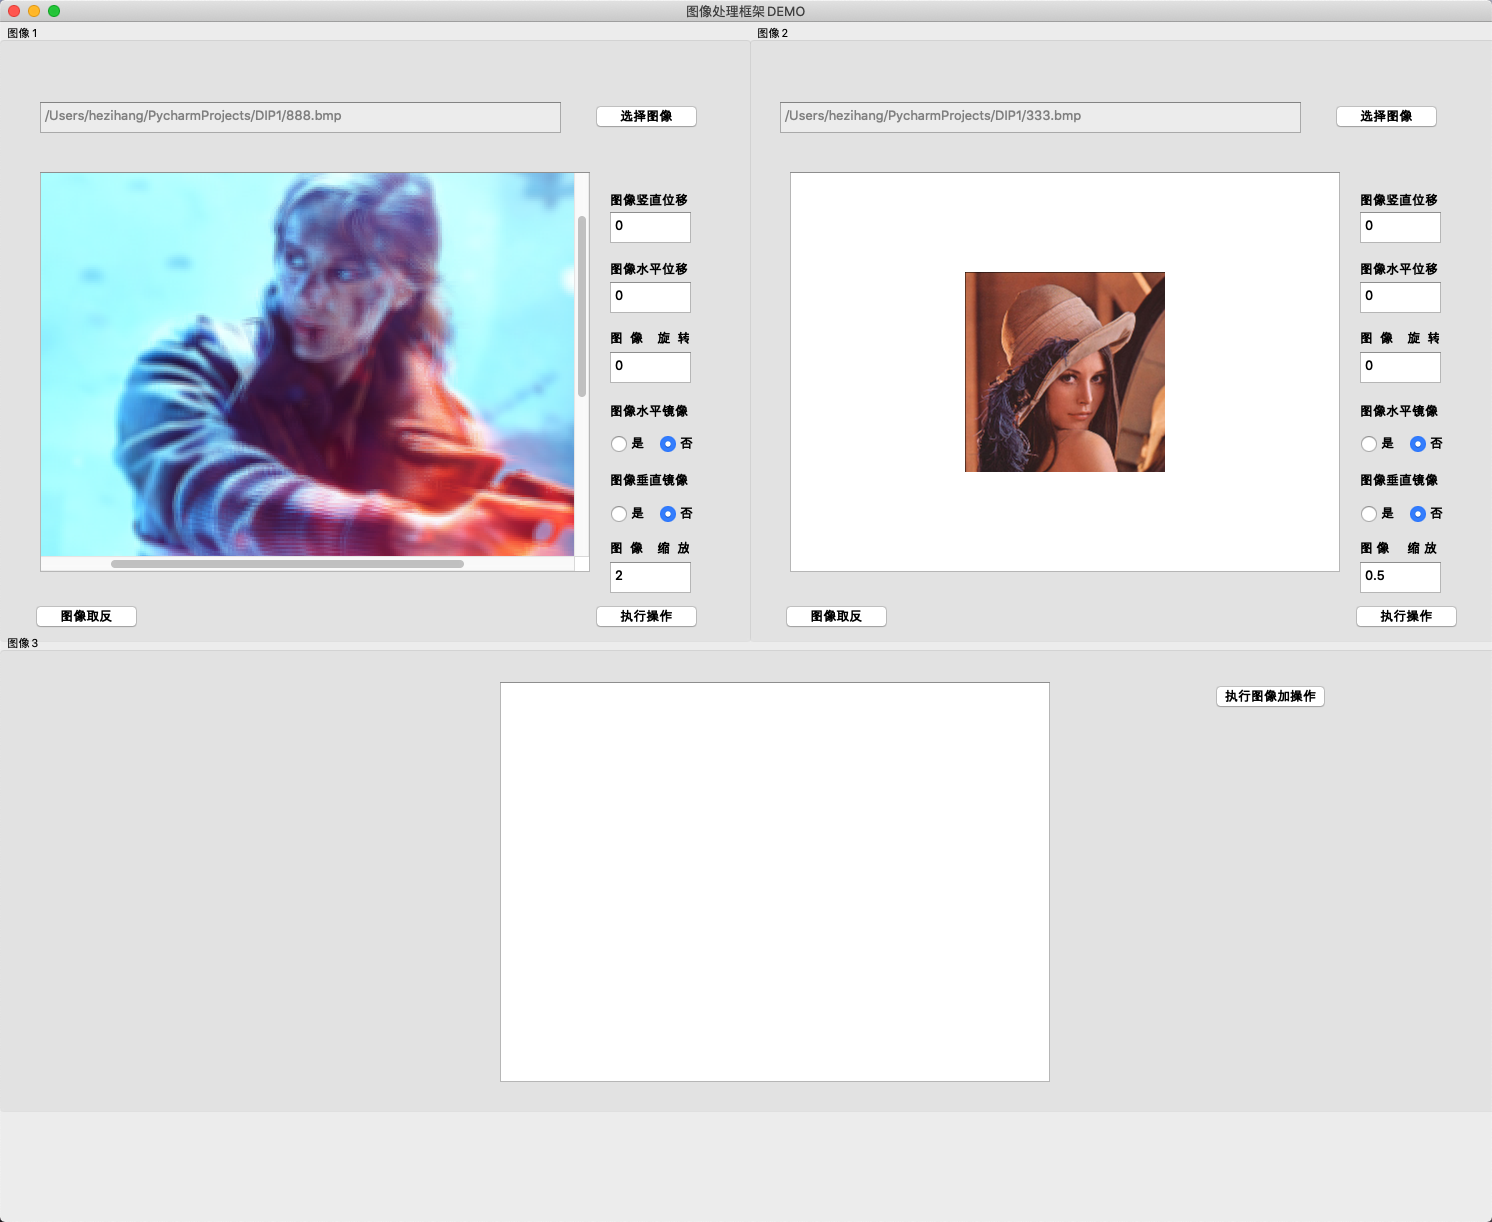 图像处理框架DEMO
图像1
/Users/hezihang/PycharmProjects/DIP1/888.bmp
选择图像
图像竖直位移
0
图像水平位移
0
图 像 旋 转
0
图像水平镜像
是 否
图像垂直镜像
是 否
图 像 缩 放
2
图像取反
执行操作
图像2
/Users/hezihang/PycharmProjects/DIP1/333.bmp
选择图像
图像竖直位移
0
图像水平位移
0
图 像 旋 转
0
图像水平镜像
是 否
图像垂直镜像
是 否
图 像 缩 放
0.5
图像取反
执行操作
图像3
执行图像加操作